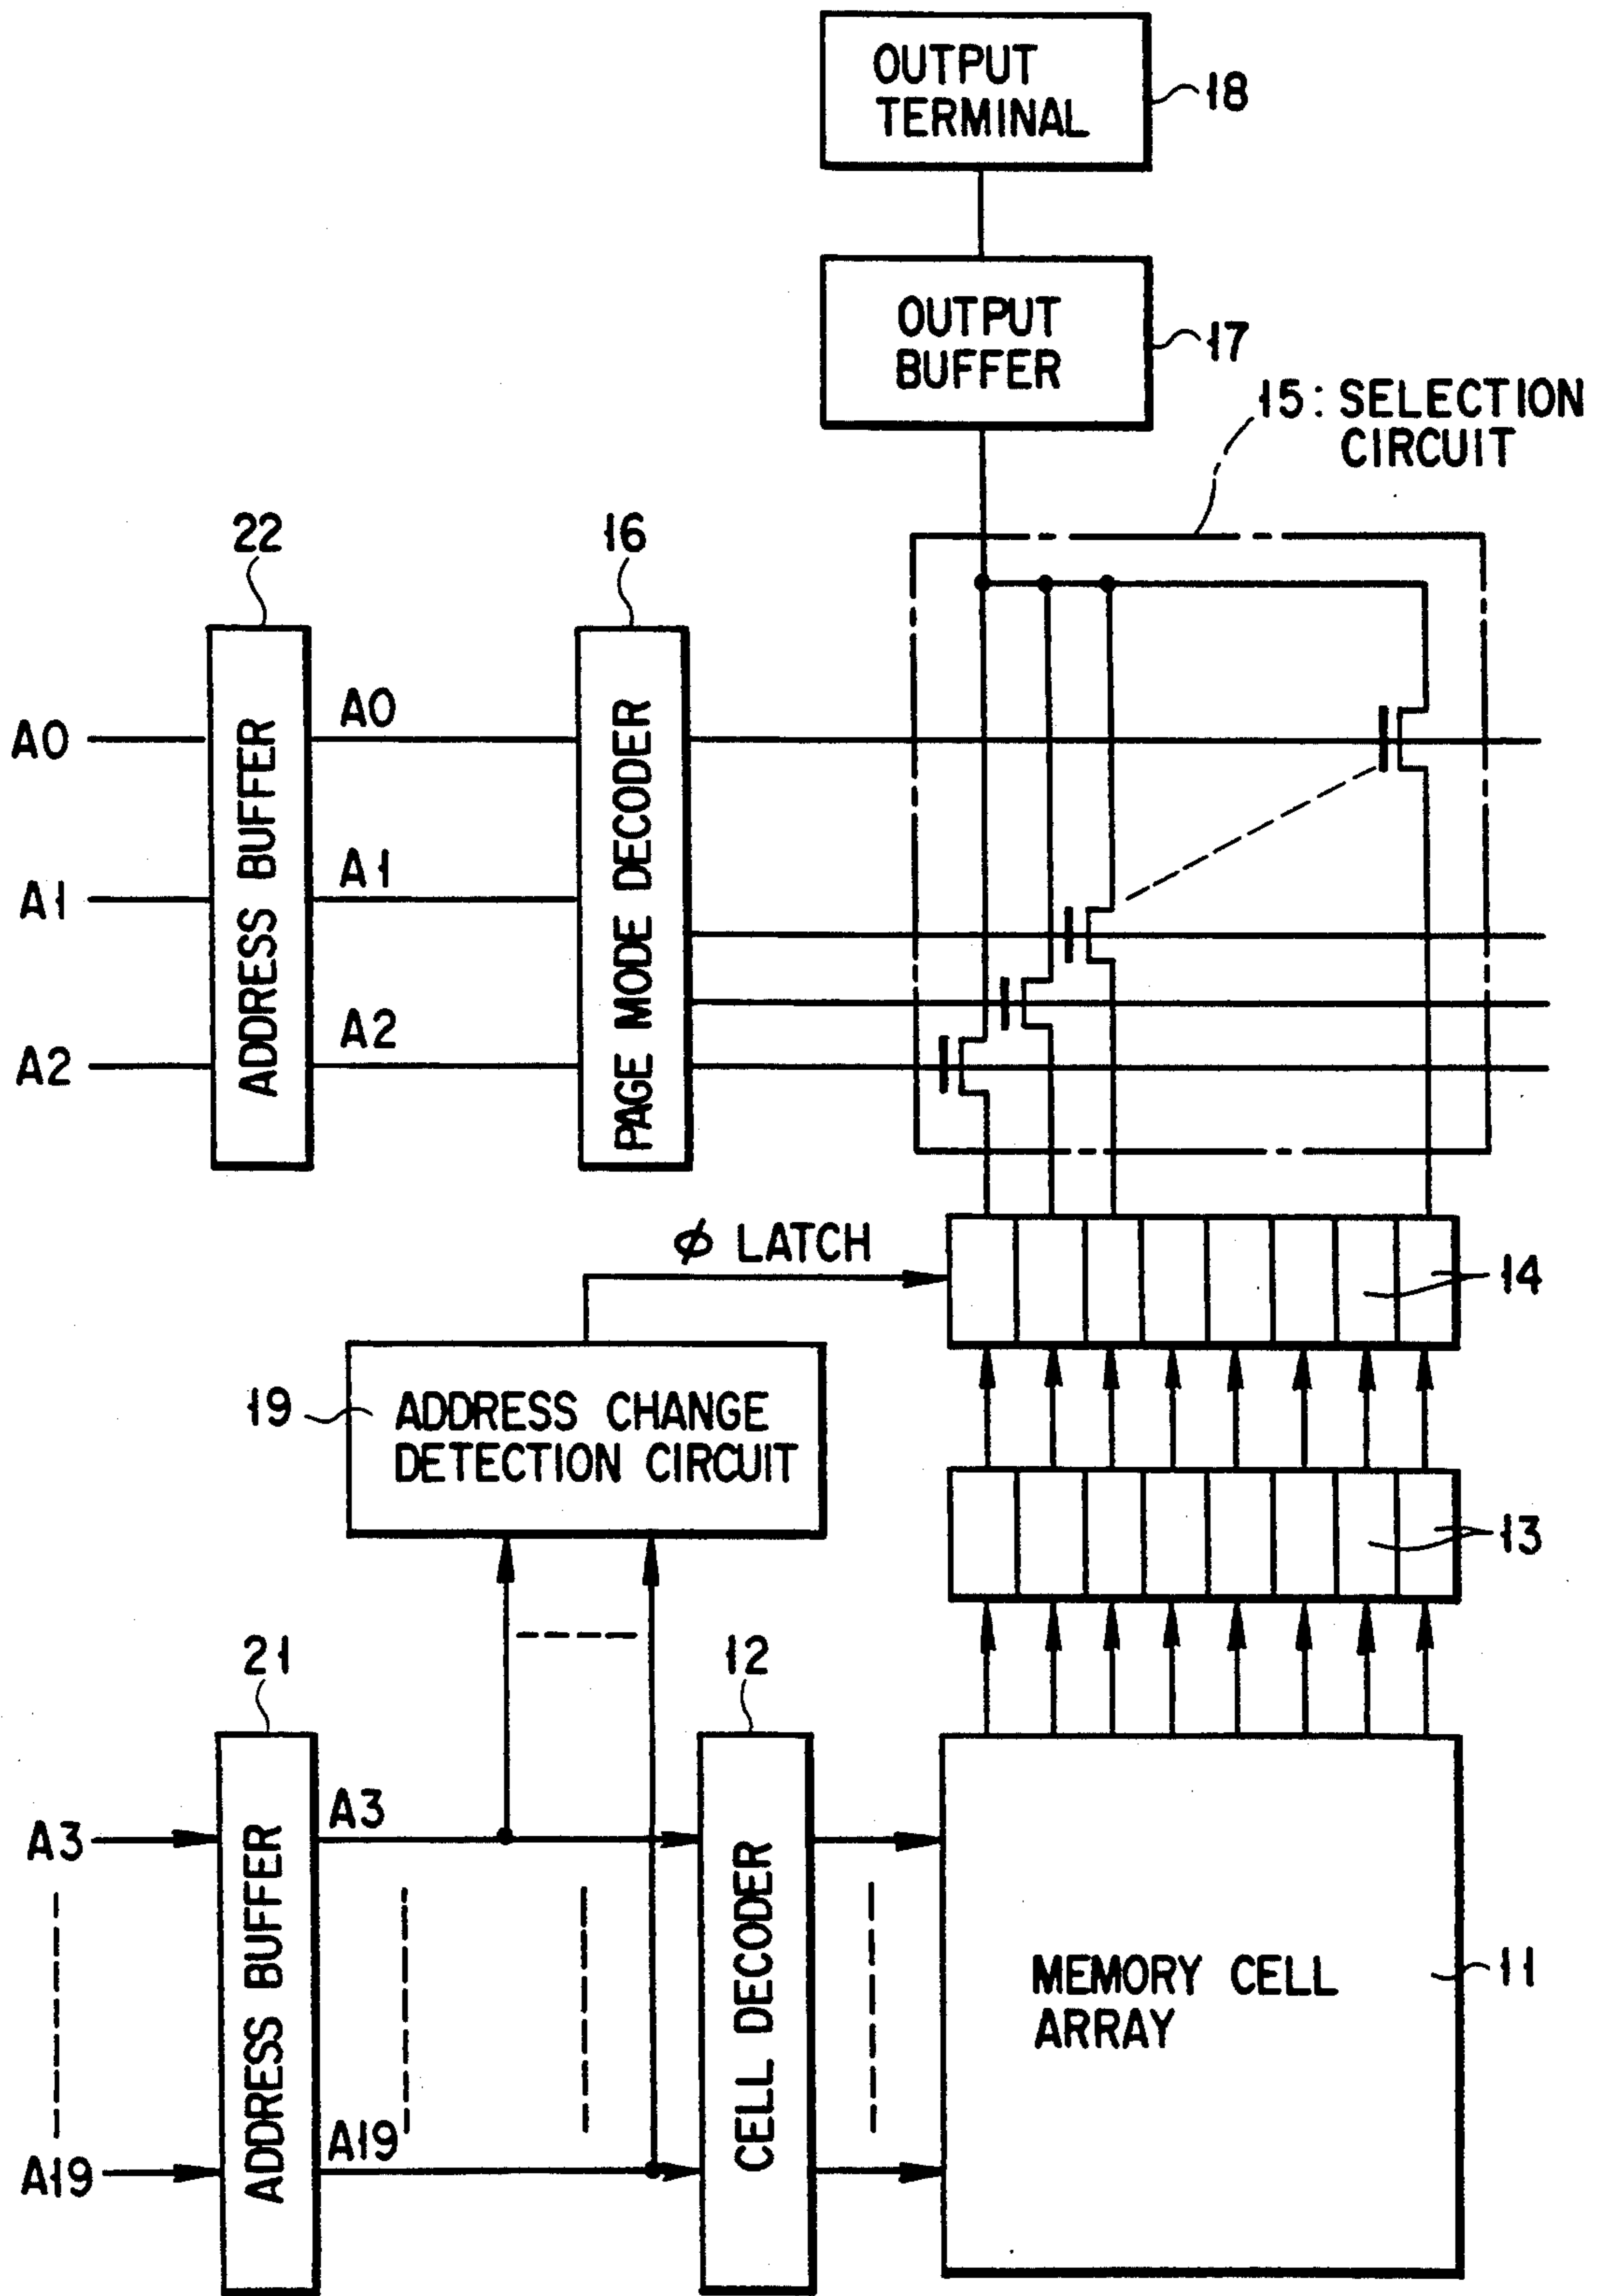 OUTPUT
TERMINAL
18
OUTPUT
BUFFER
17
15: SELECTION
CIRCUIT
22
16
A0
A0
A1
A1
A2
A2
ADDRESS BUFFER
PAGE MODE DECODER
ϕ LATCH
14
19
ADDRESS CHANGE
DETECTION CIRCUIT
13
21
12
A3
A3
A19
A19
ADDRESS BUFFER
CELL DECODER
MEMORY CELL
ARRAY
11